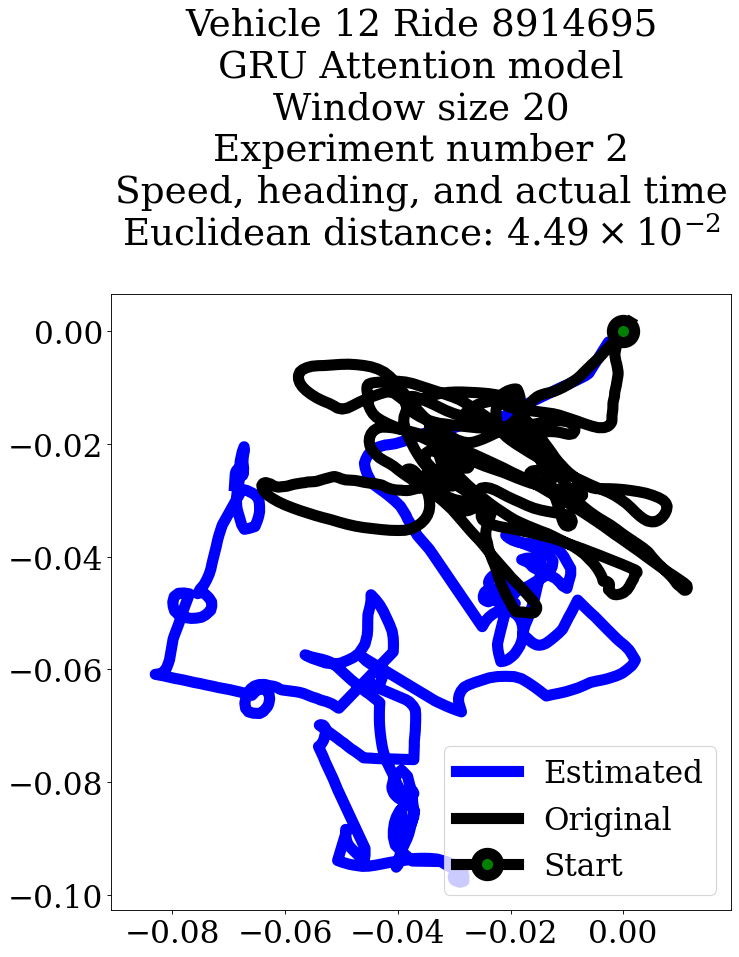 Vehicle 12 Ride 8914695
GRU Attention model
Window size 20
Experiment number 2
Speed, heading, and actual time
Euclidean distance: 4.49 × 10⁻²
0.00
−0.02
−0.04
−0.06
−0.08
−0.10
Estimated
Original
Start
−0.08 −0.06 −0.04 −0.02 0.00